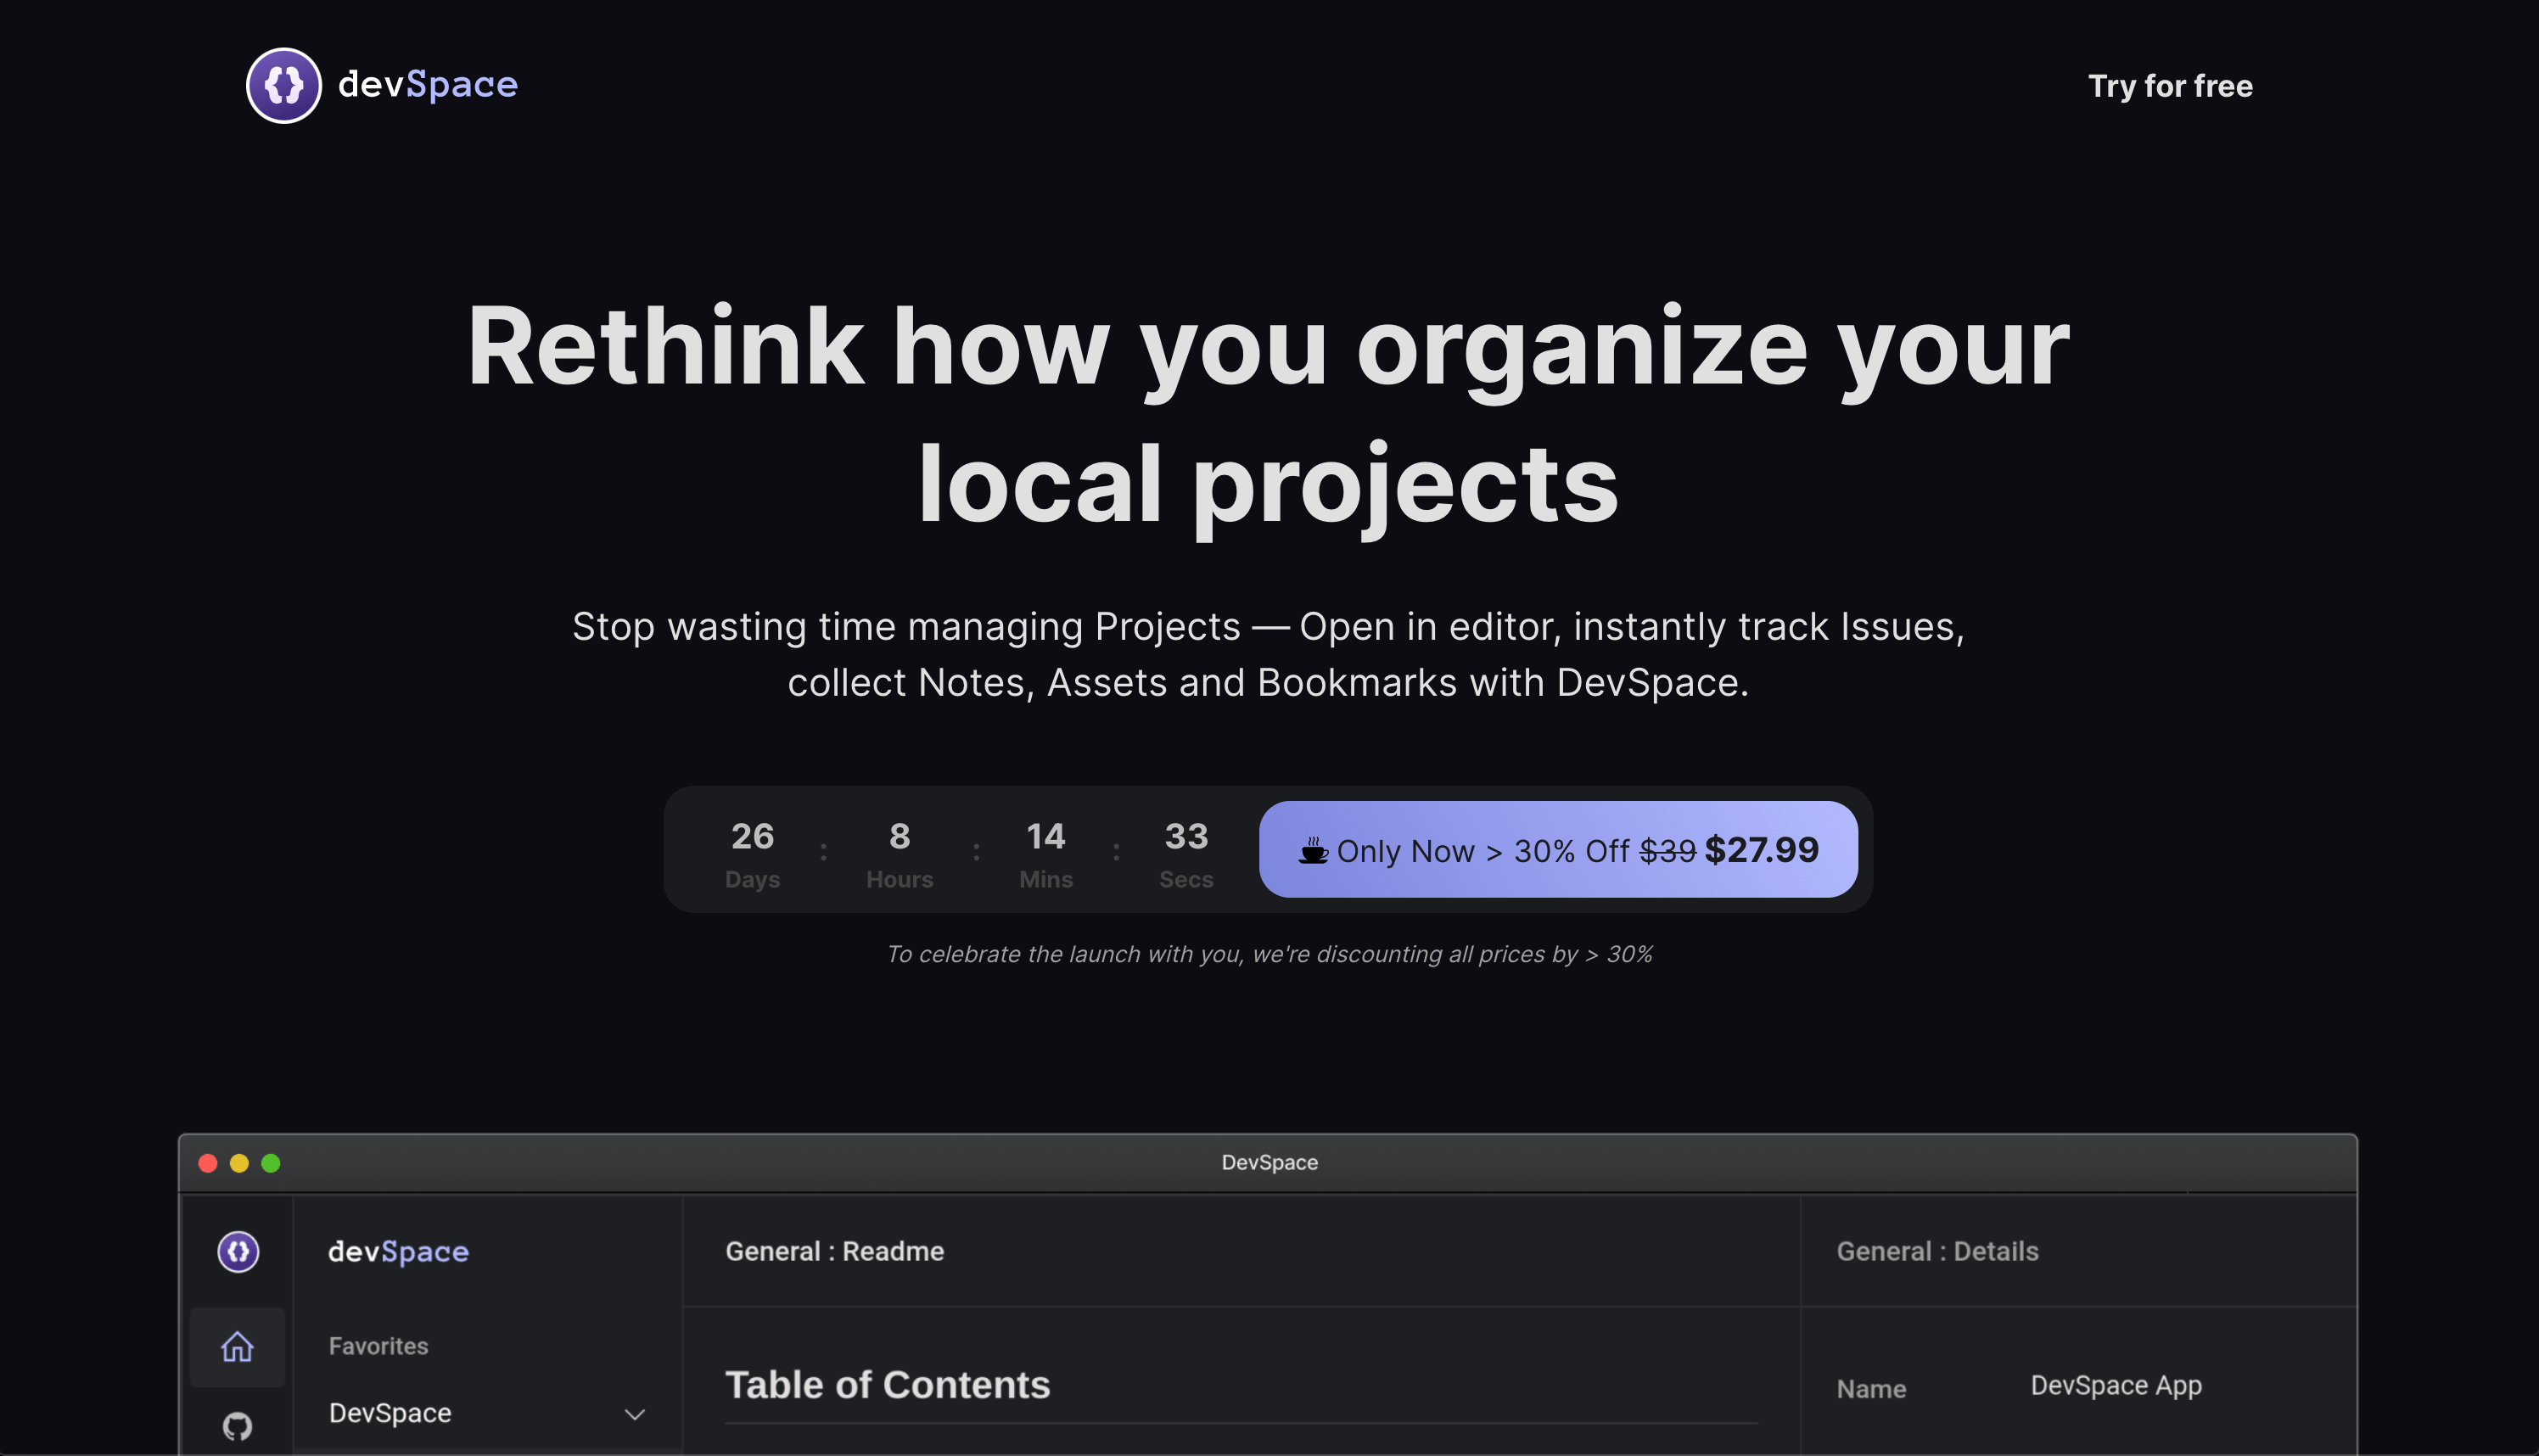 devSpace
Try for free
Rethink how you organize your
local projects
Stop wasting time managing Projects — Open in editor, instantly track Issues,
collect Notes, Assets and Bookmarks with DevSpace.
26 : 8 : 14 : 33
Days Hours Mins Secs
Only Now > 30% Off $39 $27.99
To celebrate the launch with you, we're discounting all prices by > 30%
DevSpace
devSpace
General : Readme
General : Details
Favorites
Table of Contents
Name DevSpace App
DevSpace